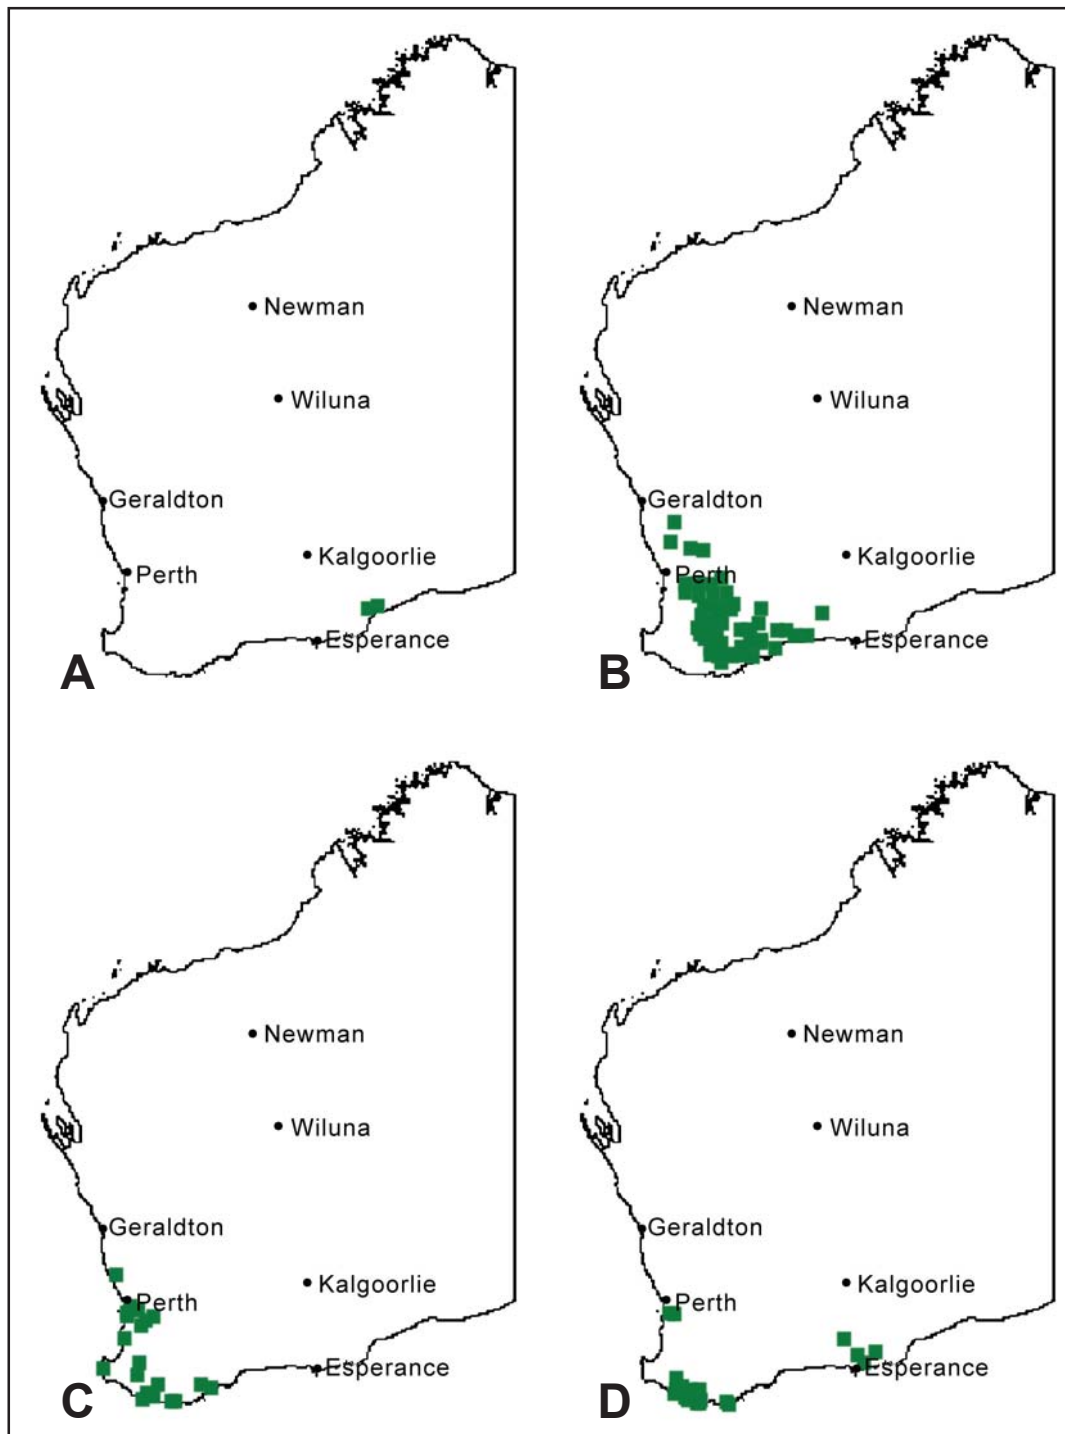 Newman
Wiluna
Geraldton
Kalgoorlie
Perth
Esperance
A
Newman
Wiluna
Geraldton
Kalgoorlie
Perth
Esperance
B
Newman
Wiluna
Geraldton
Kalgoorlie
Perth
Esperance
C
Newman
Wiluna
Geraldton
Kalgoorlie
Perth
Esperance
D